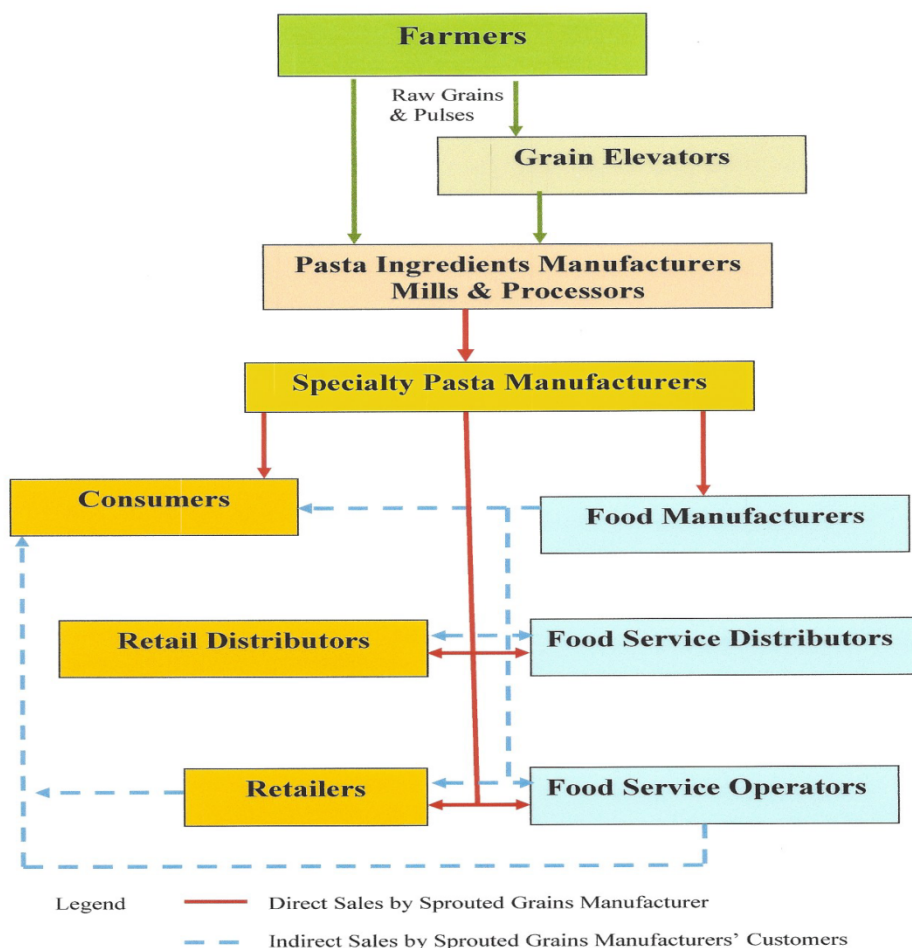 Farmers
Raw Grains
& Pulses
Grain Elevators
Pasta Ingredients Manufacturers
Mills & Processors
Specialty Pasta Manufacturers
Consumers
Food Manufacturers
Retail Distributors
Food Service Distributors
Retailers
Food Service Operators
Legend
Direct Sales by Sprouted Grains Manufacturer
Indirect Sales by Sprouted Grains Manufacturers' Customers